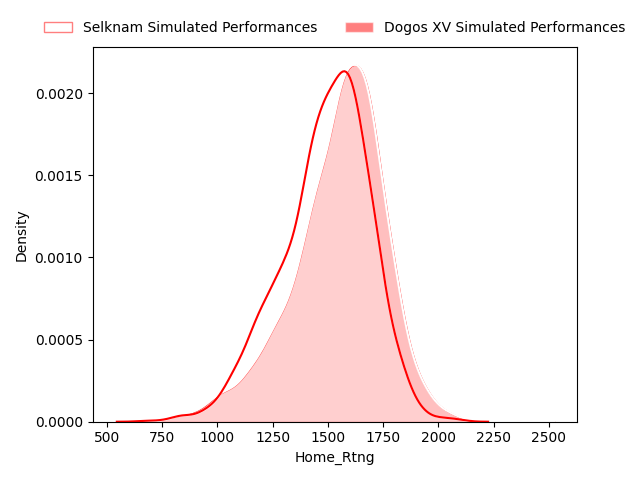 Selknam Simulated Performances Dogos XV Simulated Performances
0.0020
0.0015
0.0010
0.0005
0.0000
Density
500 750 1000 1250 1500 1750 2000 2250 2500
Home_Rtng